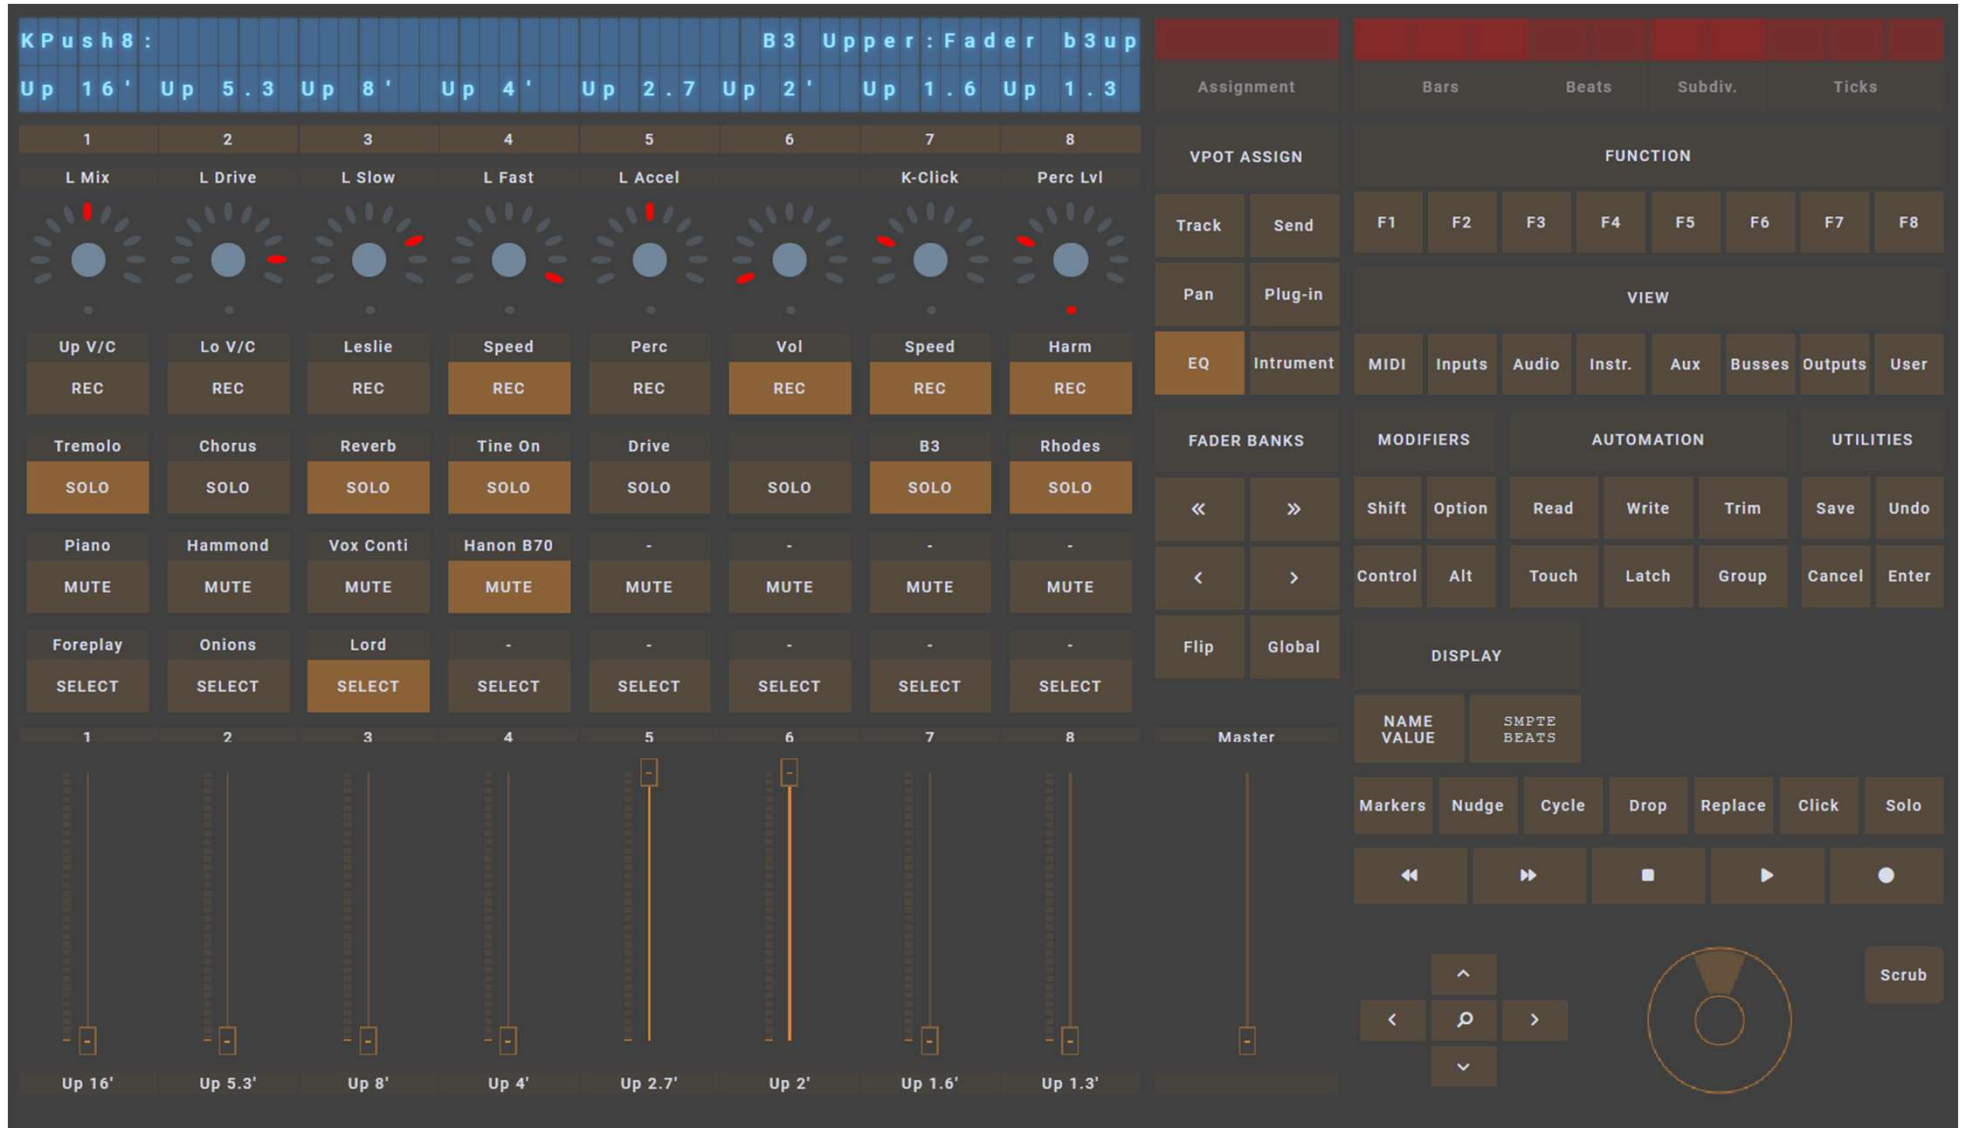 KPush8: B3 Upper:Fader b3up
Up 16' Up 5.3 Up 8' Up 4' Up 2.7 Up 2' Up 1.6 Up 1.3
Assignment Bars Beats Subdiv. Ticks
1 2 3 4 5 6 7 8
L Mix L Drive L Slow L Fast L Accel K-Click Perc Lvl
Up V/C Lo V/C Leslie Speed Perc Vol Speed Harm
REC REC REC REC REC REC REC REC
Tremolo Chorus Reverb Tine On Drive B3 Rhodes
SOLO SOLO SOLO SOLO SOLO SOLO SOLO SOLO
Piano Hammond Vox Conti Hanon B70 - - - -
MUTE MUTE MUTE MUTE MUTE MUTE MUTE MUTE
Foreplay Onions Lord - - - - -
SELECT SELECT SELECT SELECT SELECT SELECT SELECT SELECT
1 2 3 4 5 6 7 8
Up 16' Up 5.3' Up 8' Up 4' Up 2.7' Up 2' Up 1.6' Up 1.3'
VPOT ASSIGN
Track Send
Pan Plug-in
EQ Intrument
FADER BANKS
« »
< >
Flip Global
Master
FUNCTION
F1 F2 F3 F4 F5 F6 F7 F8
VIEW
MIDI Inputs Audio Instr. Aux Busses Outputs User
MODIFIERS AUTOMATION UTILITIES
Shift Option Read Write Trim Save Undo
Control Alt Touch Latch Group Cancel Enter
DISPLAY
NAME SMPTE
VALUE BEATS
Markers Nudge Cycle Drop Replace Click Solo
Scrub